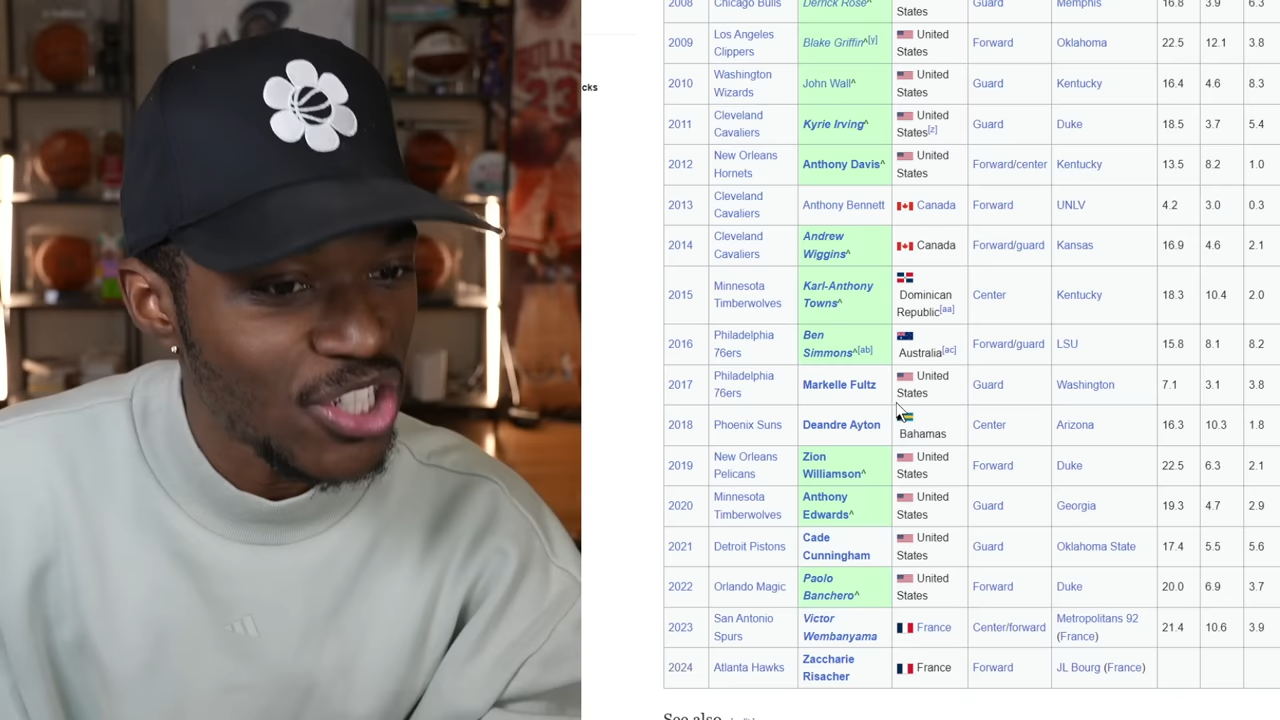 2008 Chicago Bulls Derrick Rose^ States Guard Memphis 16.8 3.9 6.3
2009 Los Angeles Clippers Blake Griffin^[y] United States Forward Oklahoma 22.5 12.1 3.8
2010 Washington Wizards John Wall^ United States Guard Kentucky 16.4 4.6 8.3
cks
2011 Cleveland Cavaliers Kyrie Irving^ United States[z] Guard Duke 18.5 3.7 5.4
2012 New Orleans Hornets Anthony Davis^ United States Forward/center Kentucky 13.5 8.2 1.0
2013 Cleveland Cavaliers Anthony Bennett Canada Forward UNLV 4.2 3.0 0.3
2014 Cleveland Cavaliers Andrew Wiggins^ Canada Forward/guard Kansas 16.9 4.6 2.1
2015 Minnesota Timberwolves Karl-Anthony Towns^ Dominican Republic[aa] Center Kentucky 18.3 10.4 2.0
2016 Philadelphia 76ers Ben Simmons^[ab] Australia[ac] Forward/guard LSU 15.8 8.1 8.2
2017 Philadelphia 76ers Markelle Fultz United States Guard Washington 7.1 3.1 3.8
2018 Phoenix Suns Deandre Ayton Bahamas Center Arizona 16.3 10.3 1.8
2019 New Orleans Pelicans Zion Williamson^ United States Forward Duke 22.5 6.3 2.1
2020 Minnesota Timberwolves Anthony Edwards^ United States Guard Georgia 19.3 4.7 2.9
2021 Detroit Pistons Cade Cunningham United States Guard Oklahoma State 17.4 5.5 5.6
2022 Orlando Magic Paolo Banchero^ United States Forward Duke 20.0 6.9 3.7
2023 San Antonio Spurs Victor Wembanyama France Center/forward Metropolitans 92 (France) 21.4 10.6 3.9
2024 Atlanta Hawks Zaccharie Risacher France Forward JL Bourg (France)
See also
BULLS
23